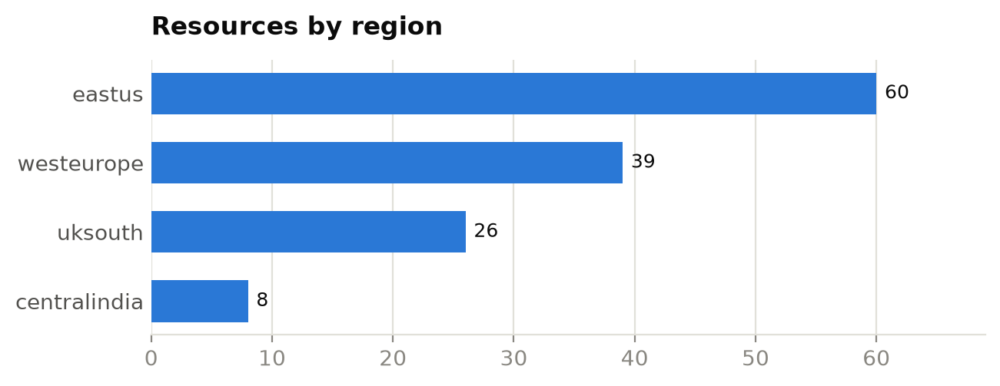 Resources by region
eastus 60
westeurope 39
uksouth 26
centralindia 8
0 10 20 30 40 50 60